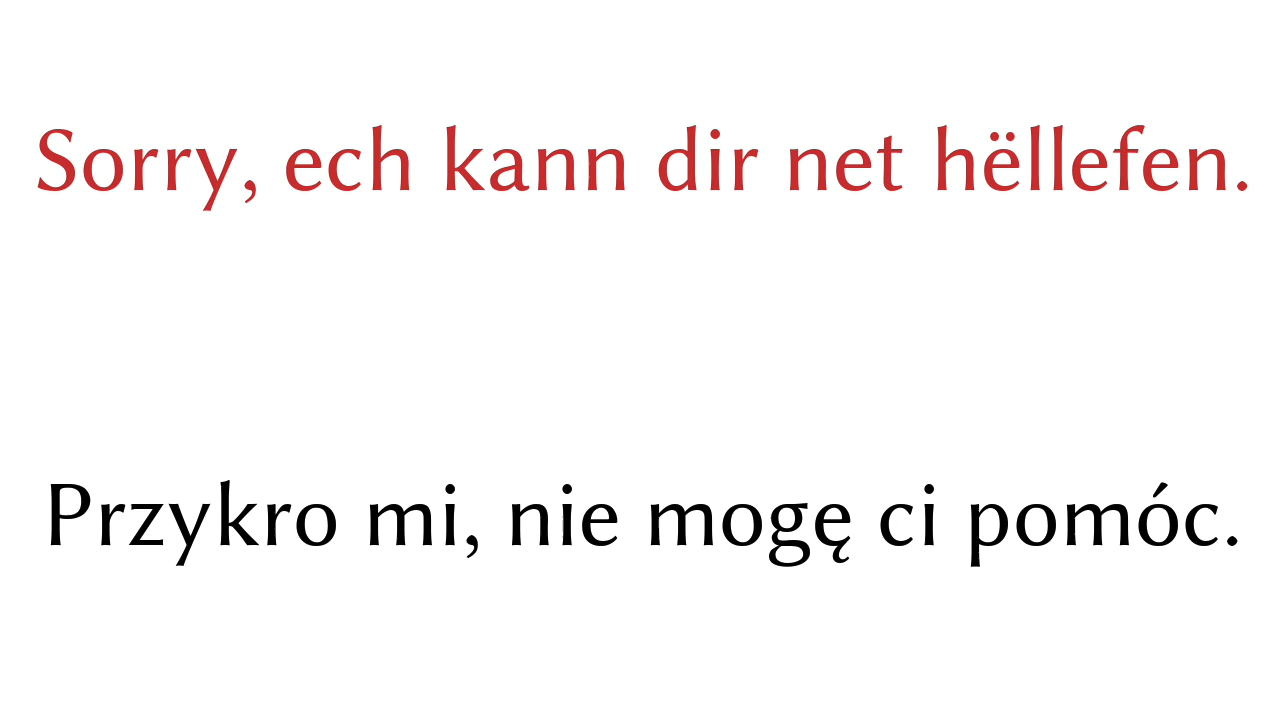 Sorry, ech kann dir net hëllefen.
Przykro mi, nie mogę ci pomóc.